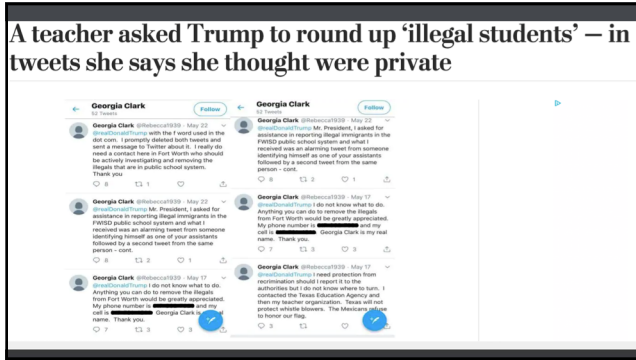 A teacher asked Trump to round up ‘illegal students’ — in
tweets she says she thought were private
Georgia Clark
52 Tweets
Follow
Georgia Clark @Rebecca1939 · May 22
@realDonaldTrump with the f word used in the
dot com. I promptly deleted both tweets and
sent a message to Twitter about it. I really do
need a contact here in Fort Worth who should
be actively investigating and removing the
illegals that are in public school system.
Thank you
8 1
Georgia Clark @Rebecca1939 · May 22
@realDonaldTrump Mr. President, I asked for
assistance in reporting illegal immigrants in the
FWISD public school system and what I
received was an alarming tweet from someone
identifying himself as one of your assistants
followed by a second tweet from the same
person - cont.
8 2 1
Georgia Clark @Rebecca1939 · May 17
@realDonaldTrump I do not know what to do.
Anything you can do to remove the illegals
from Fort Worth would be greatly appreciated.
My phone number is and my
cell is Georgia Clark is
name. Thank you.
7 3 3
Georgia Clark
52 Tweets
Follow
Georgia Clark @Rebecca1939 · May 22
@realDonaldTrump Mr. President, I asked for
assistance in reporting illegal immigrants in the
FWISD public school system and what I
received was an alarming tweet from someone
identifying himself as one of your assistants
followed by a second tweet from the same
person - cont.
8 2 1
Georgia Clark @Rebecca1939 · May 17
@realDonaldTrump I do not know what to do.
Anything you can do to remove the illegals
from Fort Worth would be greatly appreciated.
My phone number is and my
cell is Georgia Clark is my real
name. Thank you.
7 3 3
Georgia Clark @Rebecca1939 · May 17
@realDonaldTrump I need protection from
recrimination should I report it to the
authorities but I do not know where to turn. I
contacted the Texas Education Agency and
then my teacher organization. Texas will not
protect whistle blowers. The Mexicans refuse
to honor our flag.
3